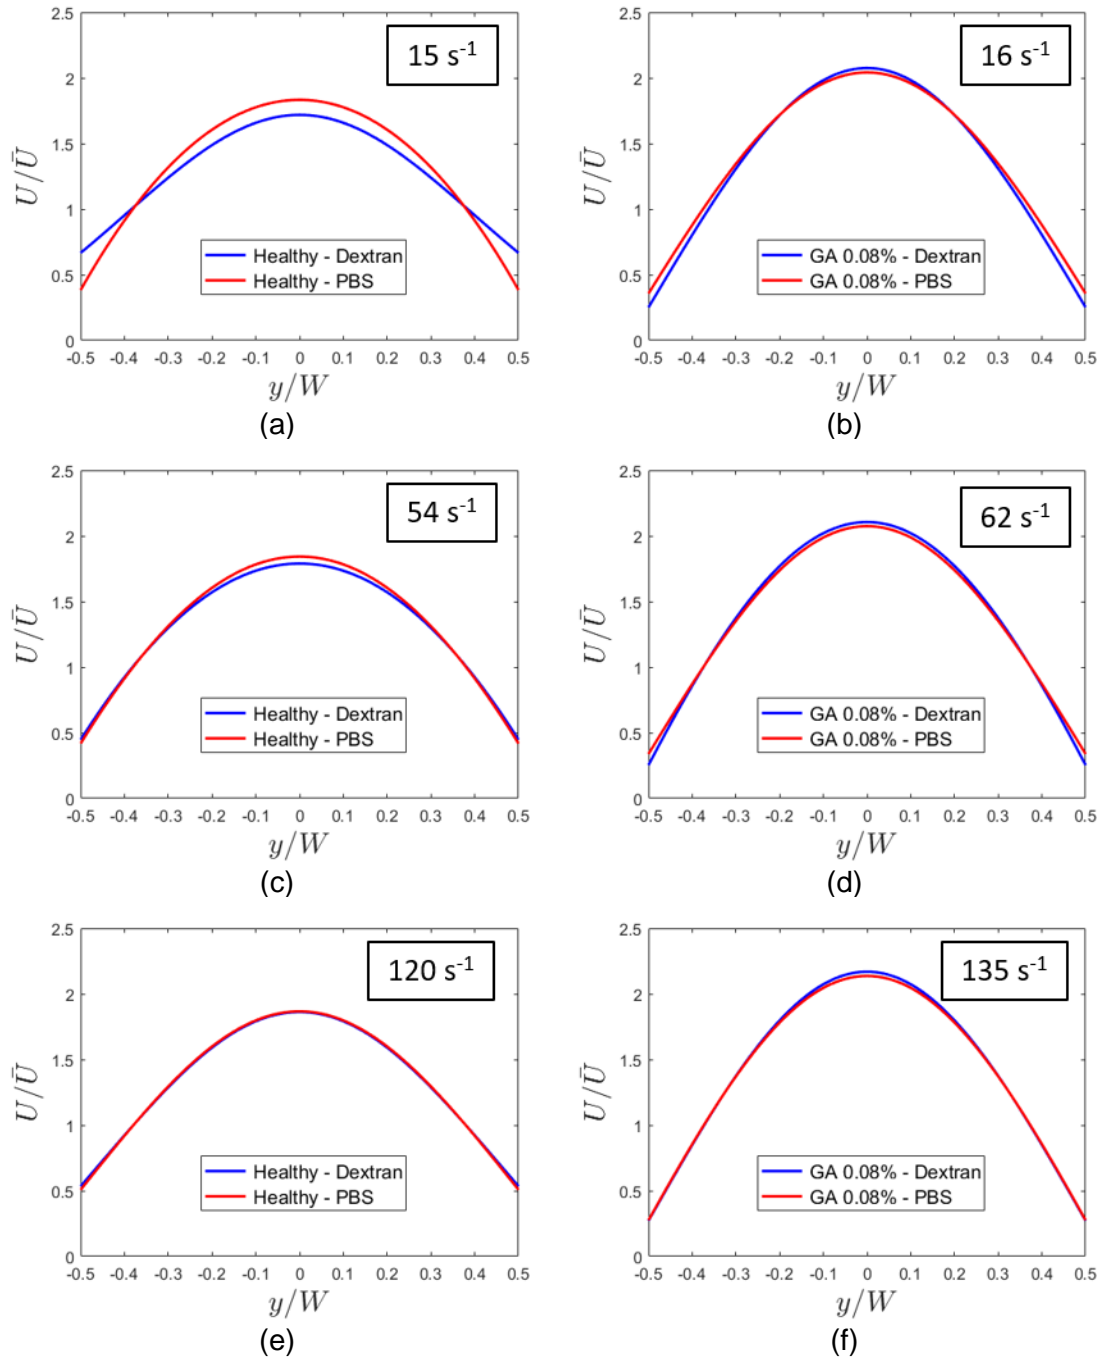 2.5
15 s-1
2
1.5
U/Ū
1
Healthy - Dextran
0.5
Healthy - PBS
0
-0.5 -0.4 -0.3 -0.2 -0.1 0 0.1 0.2 0.3 0.4 0.5
y/W
(a)
2.5
16 s-1
2
1.5
U/Ū
1
GA 0.08% - Dextran
0.5
GA 0.08% - PBS
0
-0.5 -0.4 -0.3 -0.2 -0.1 0 0.1 0.2 0.3 0.4 0.5
y/W
(b)
2.5
54 s-1
2
1.5
U/Ū
1
Healthy - Dextran
0.5
Healthy - PBS
0
-0.5 -0.4 -0.3 -0.2 -0.1 0 0.1 0.2 0.3 0.4 0.5
y/W
(c)
2.5
62 s-1
2
1.5
U/Ū
1
GA 0.08% - Dextran
0.5
GA 0.08% - PBS
0
-0.5 -0.4 -0.3 -0.2 -0.1 0 0.1 0.2 0.3 0.4 0.5
y/W
(d)
2.5
120 s-1
2
1.5
U/Ū
1
Healthy - Dextran
0.5
Healthy - PBS
0
-0.5 -0.4 -0.3 -0.2 -0.1 0 0.1 0.2 0.3 0.4 0.5
y/W
(e)
2.5
135 s-1
2
1.5
U/Ū
1
GA 0.08% - Dextran
0.5
GA 0.08% - PBS
0
-0.5 -0.4 -0.3 -0.2 -0.1 0 0.1 0.2 0.3 0.4 0.5
y/W
(f)